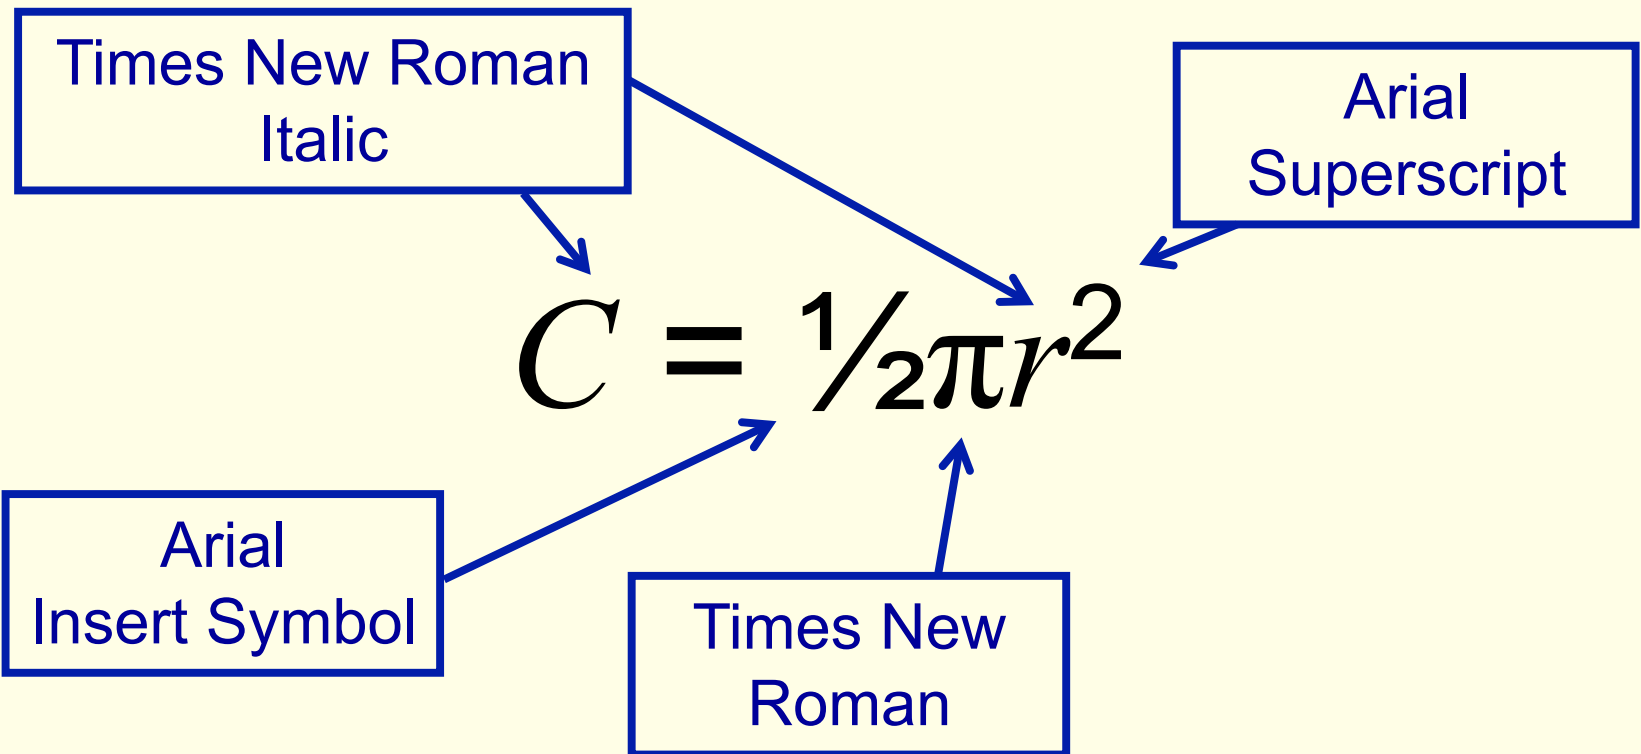 Times New Roman
Italic
Arial
Superscript
C = ½πr²
Arial
Insert Symbol
Times New
Roman